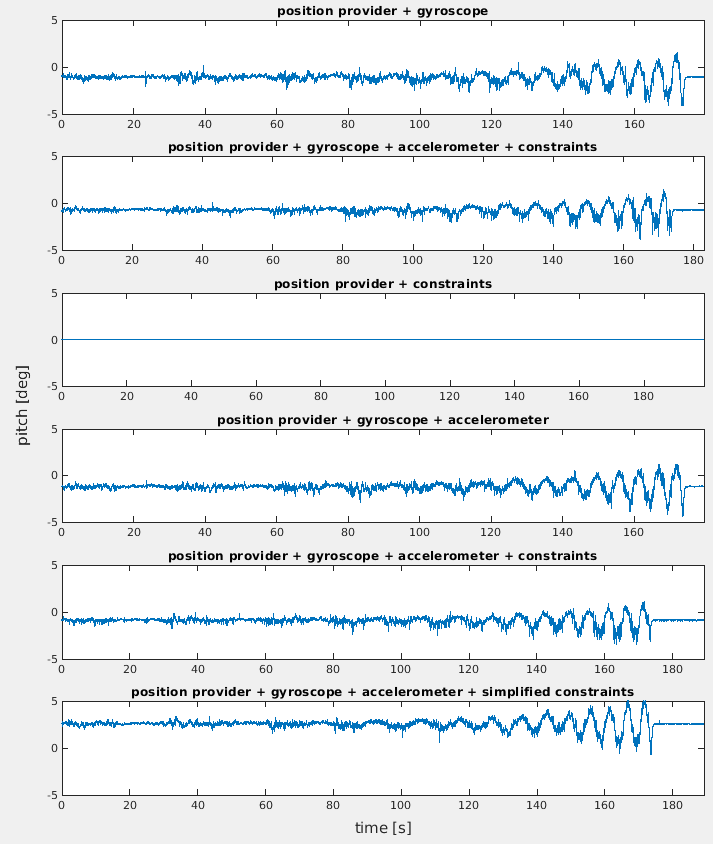 position provider + gyroscope
5
0
-5
0 20 40 60 80 100 120 140 160
position provider + gyroscope + accelerometer + constraints
5
0
-5
0 20 40 60 80 100 120 140 160 180
position provider + constraints
5
0
-5
0 20 40 60 80 100 120 140 160 180
pitch [deg]
position provider + gyroscope + accelerometer
5
0
-5
0 20 40 60 80 100 120 140 160
position provider + gyroscope + accelerometer + constraints
5
0
-5
0 20 40 60 80 100 120 140 160 180
position provider + gyroscope + accelerometer + simplified constraints
5
0
-5
0 20 40 60 80 100 120 140 160 180
time [s]